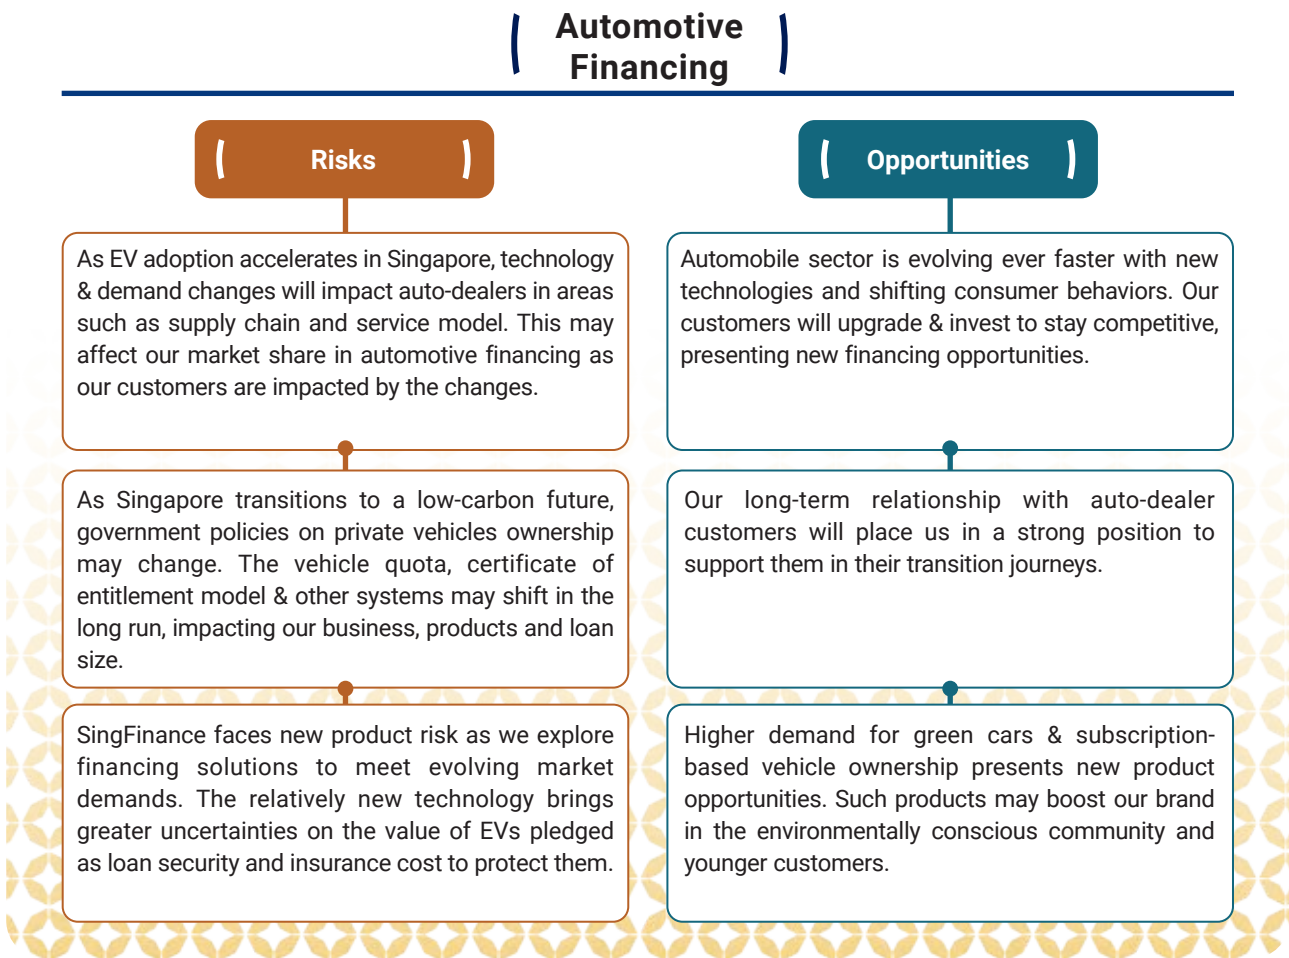 Automotive
Financing
Risks
As EV adoption accelerates in Singapore, technology
& demand changes will impact auto-dealers in areas
such as supply chain and service model. This may
affect our market share in automotive financing as
our customers are impacted by the changes.
As Singapore transitions to a low-carbon future,
government policies on private vehicles ownership
may change. The vehicle quota, certificate of
entitlement model & other systems may shift in the
long run, impacting our business, products and loan
size.
SingFinance faces new product risk as we explore
financing solutions to meet evolving market
demands. The relatively new technology brings
greater uncertainties on the value of EVs pledged
as loan security and insurance cost to protect them.
Opportunities
Automobile sector is evolving ever faster with new
technologies and shifting consumer behaviors. Our
customers will upgrade & invest to stay competitive,
presenting new financing opportunities.
Our long-term relationship with auto-dealer
customers will place us in a strong position to
support them in their transition journeys.
Higher demand for green cars & subscription-
based vehicle ownership presents new product
opportunities. Such products may boost our brand
in the environmentally conscious community and
younger customers.